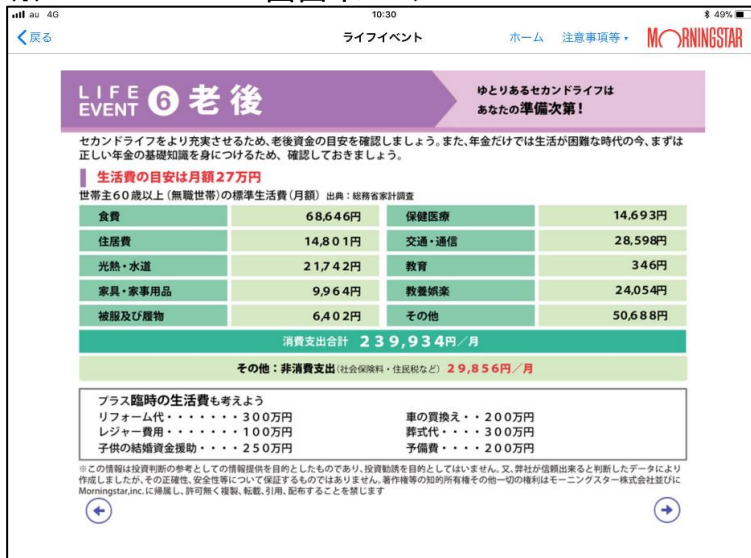 au 4G 10:30 49%
戻る ライフイベント ホーム 注意事項等 MORNINGSTAR
LIFE EVENT 6 老後
ゆとりあるセカンドライフは
あなたの準備次第！
セカンドライフをより充実させるため、老後資金の目安を確認しましょう。また、年金だけでは生活が困難な時代の今、まずは
正しい年金の基礎知識を身につけるため、確認しておきましょう。
生活費の目安は月額27万円
世帯主60歳以上（無職世帯）の標準生活費（月額） 出典：総務省家計調査
食費 68,646円 保健医療 14,693円
住居費 14,801円 交通・通信 28,598円
光熱・水道 21,742円 教育 346円
家具・家事用品 9,964円 教養娯楽 24,054円
被服及び履物 6,402円 その他 50,688円
消費支出合計 239,934円／月
その他：非消費支出（社会保険料・住民税など） 29,856円／月
プラス臨時の生活費も考えよう
リフォーム代・・・・・・・300万円 車の買換え・・200万円
レジャー費用・・・・・・・100万円 葬式代・・・・300万円
子供の結婚資金援助・・・・250万円 予備費・・・・200万円
※この情報は投資判断の参考としての情報提供を目的としたものであり、投資勧誘を目的としてはいません。又、弊社が信頼出来ると判断したデータにより
作成しましたが、その正確性、安全性等について保証するものではありません。著作権等の知的所有権その他一切の権利はモーニングスター株式会社並びに
Morningstar,inc.に帰属し、許可無く複製、転載、引用、配布することを禁じます